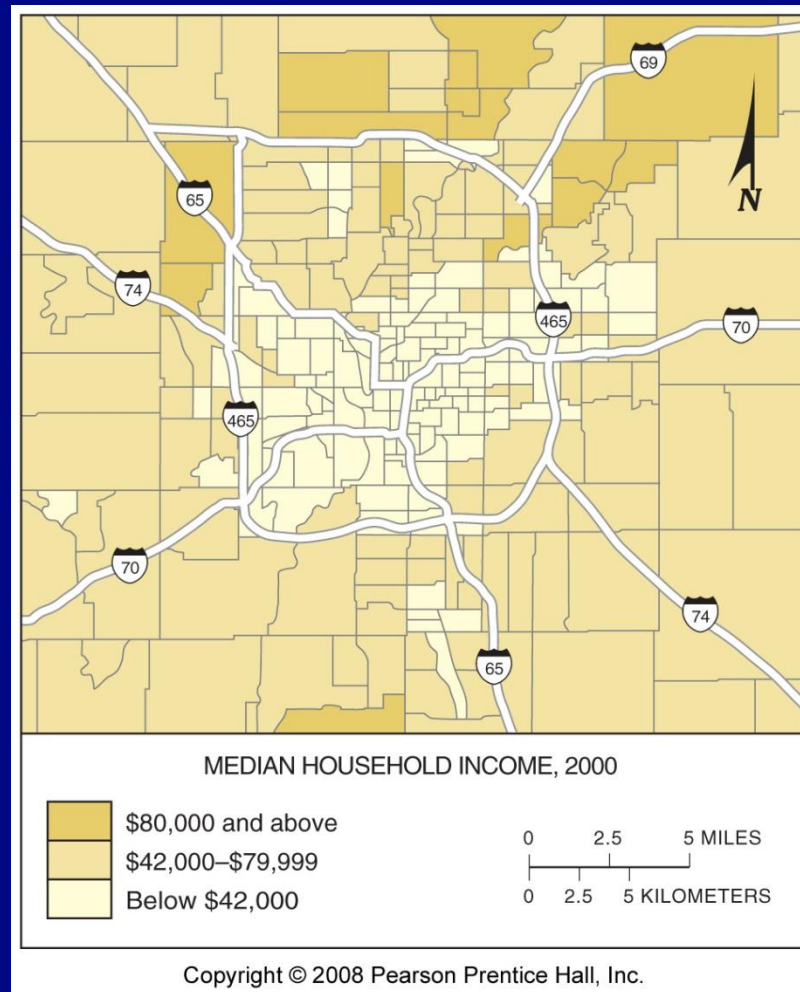 69
65
N
74
465
70
465
70
74
65
MEDIAN HOUSEHOLD INCOME, 2000
$80,000 and above
$42,000–$79,999
Below $42,000
0 2.5 5 MILES
0 2.5 5 KILOMETERS
Copyright © 2008 Pearson Prentice Hall, Inc.